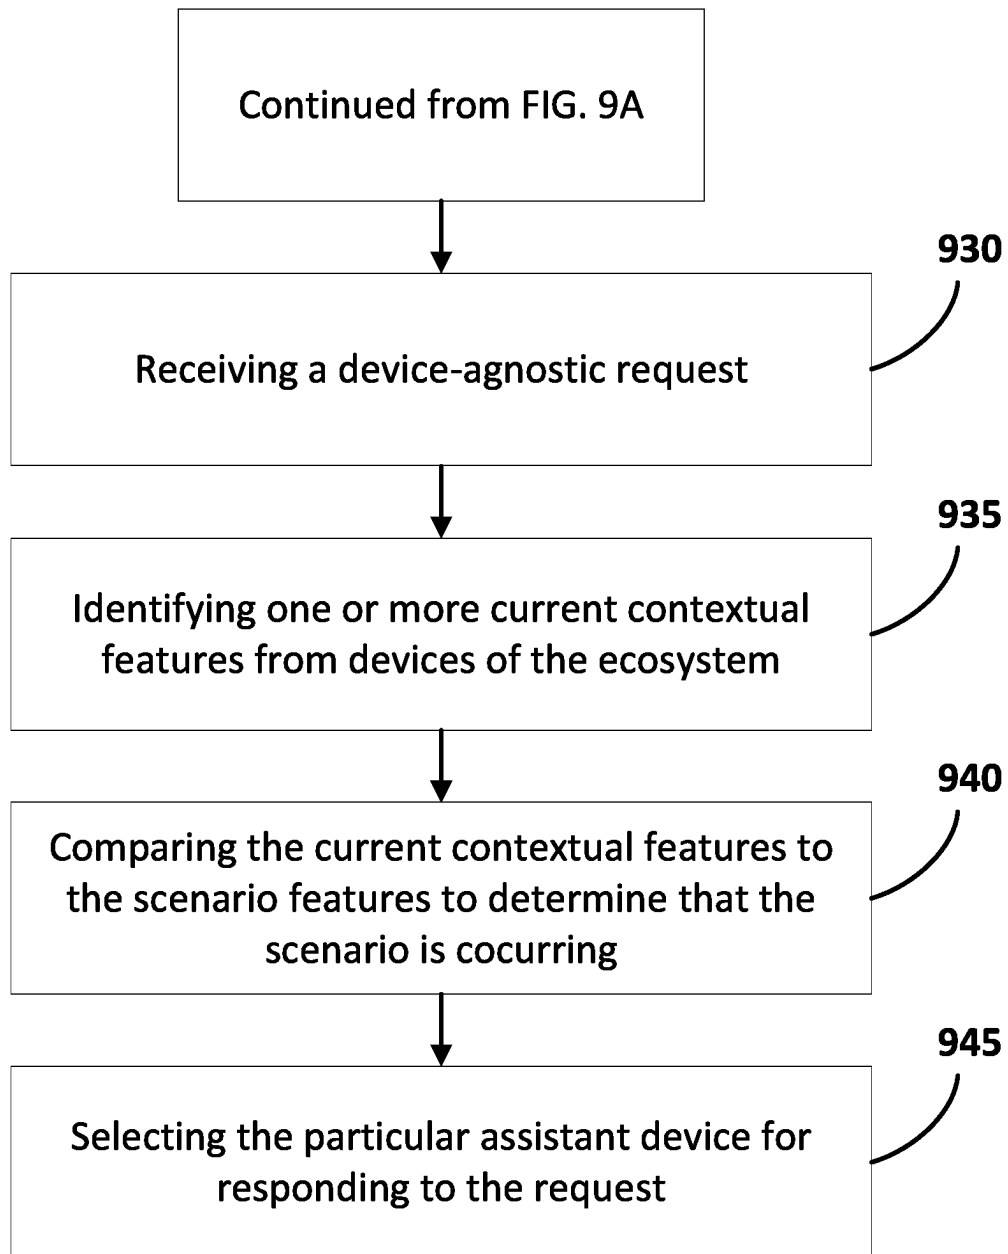 Continued from FIG. 9A
930
Receiving a device-agnostic request
935
Identifying one or more current contextual
features from devices of the ecosystem
940
Comparing the current contextual features to
the scenario features to determine that the
scenario is cocurring
945
Selecting the particular assistant device for
responding to the request